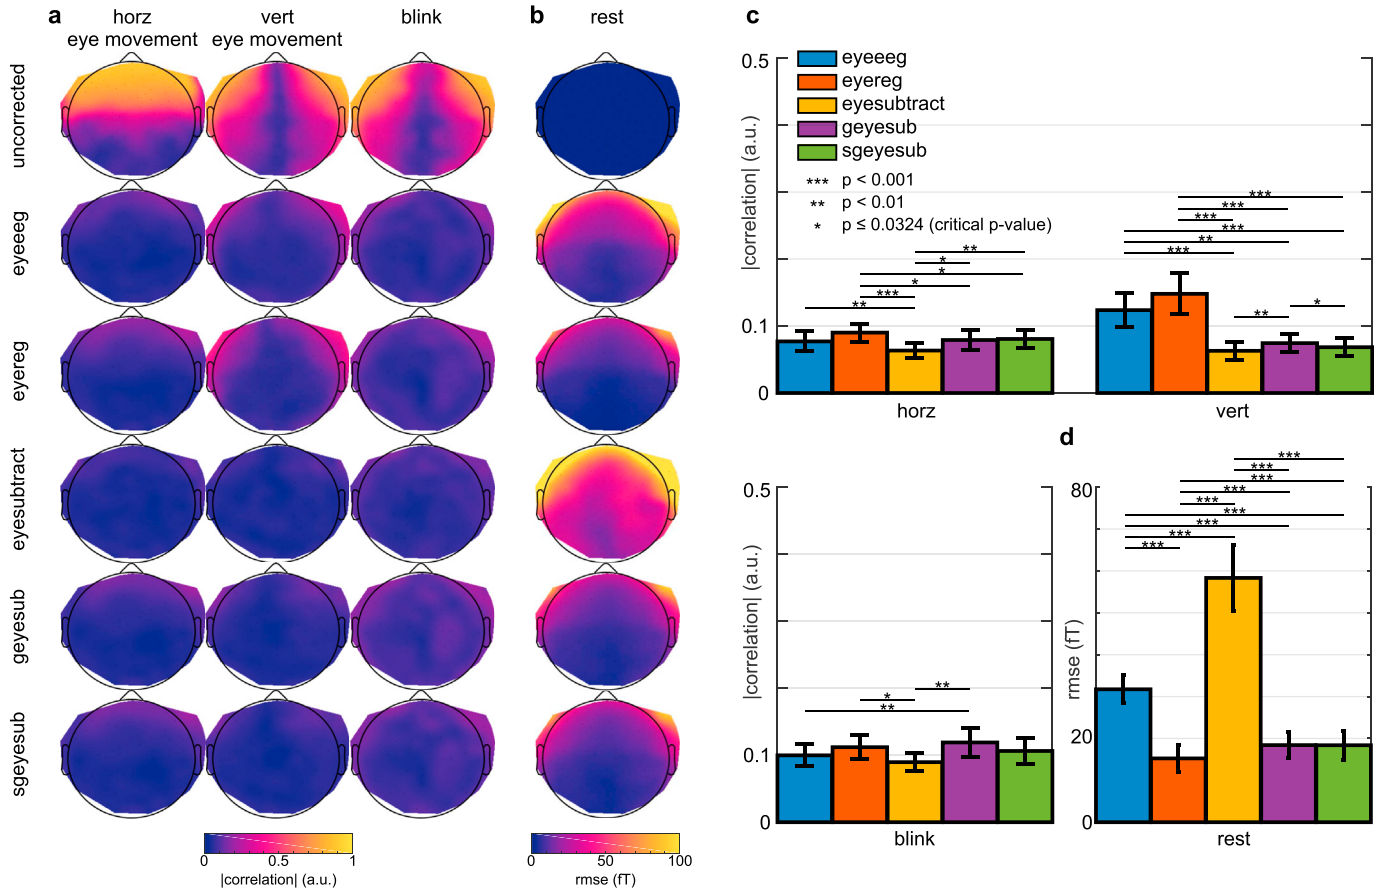 a
horz
eye movement
vert
eye movement
blink
b
rest
uncorrected
eyeeeg
eyereg
eyesubtract
geyesub
sgeyesub
0
0.5
1
|correlation| (a.u.)
0
50
100
rmse (fT)
c
0.5
0.1
0
|correlation| (a.u.)
eyeeeg
eyereg
eyesubtract
geyesub
sgeyesub
*** p < 0.001
** p < 0.01
* p ≤ 0.0324 (critical p-value)
**
*
*
*
***
**
***
***
***
***
**
***
*
**
horz
vert
0.5
0.1
0
|correlation| (a.u.)
**
*
**
blink
d
80
20
0
rmse (fT)
***
***
***
***
***
***
***
***
***
rest